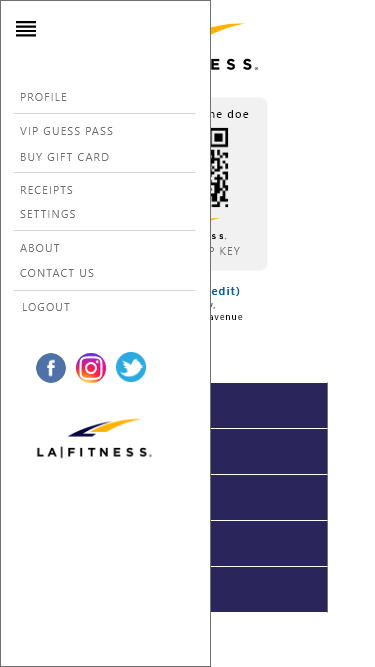 PROFILE
VIP GUESS PASS
BUY GIFT CARD
RECEIPTS
SETTINGS
ABOUT
CONTACT US
LOGOUT
LA|FITNESS.
ESS.
ne doe
ss.
P KEY
edit)
avenue